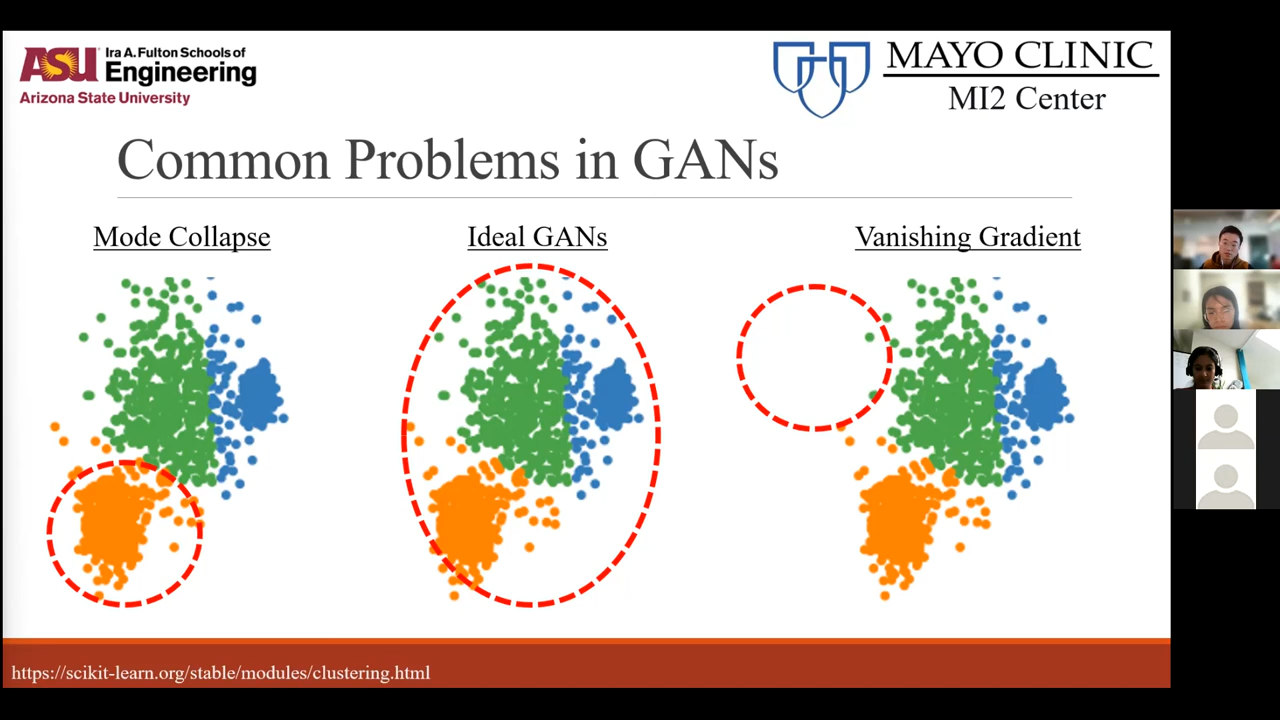 ASU Ira A. Fulton Schools of
Engineering
Arizona State University
MAYO CLINIC
MI2 Center
Common Problems in GANs
Mode Collapse
Ideal GANs
Vanishing Gradient
https://scikit-learn.org/stable/modules/clustering.html